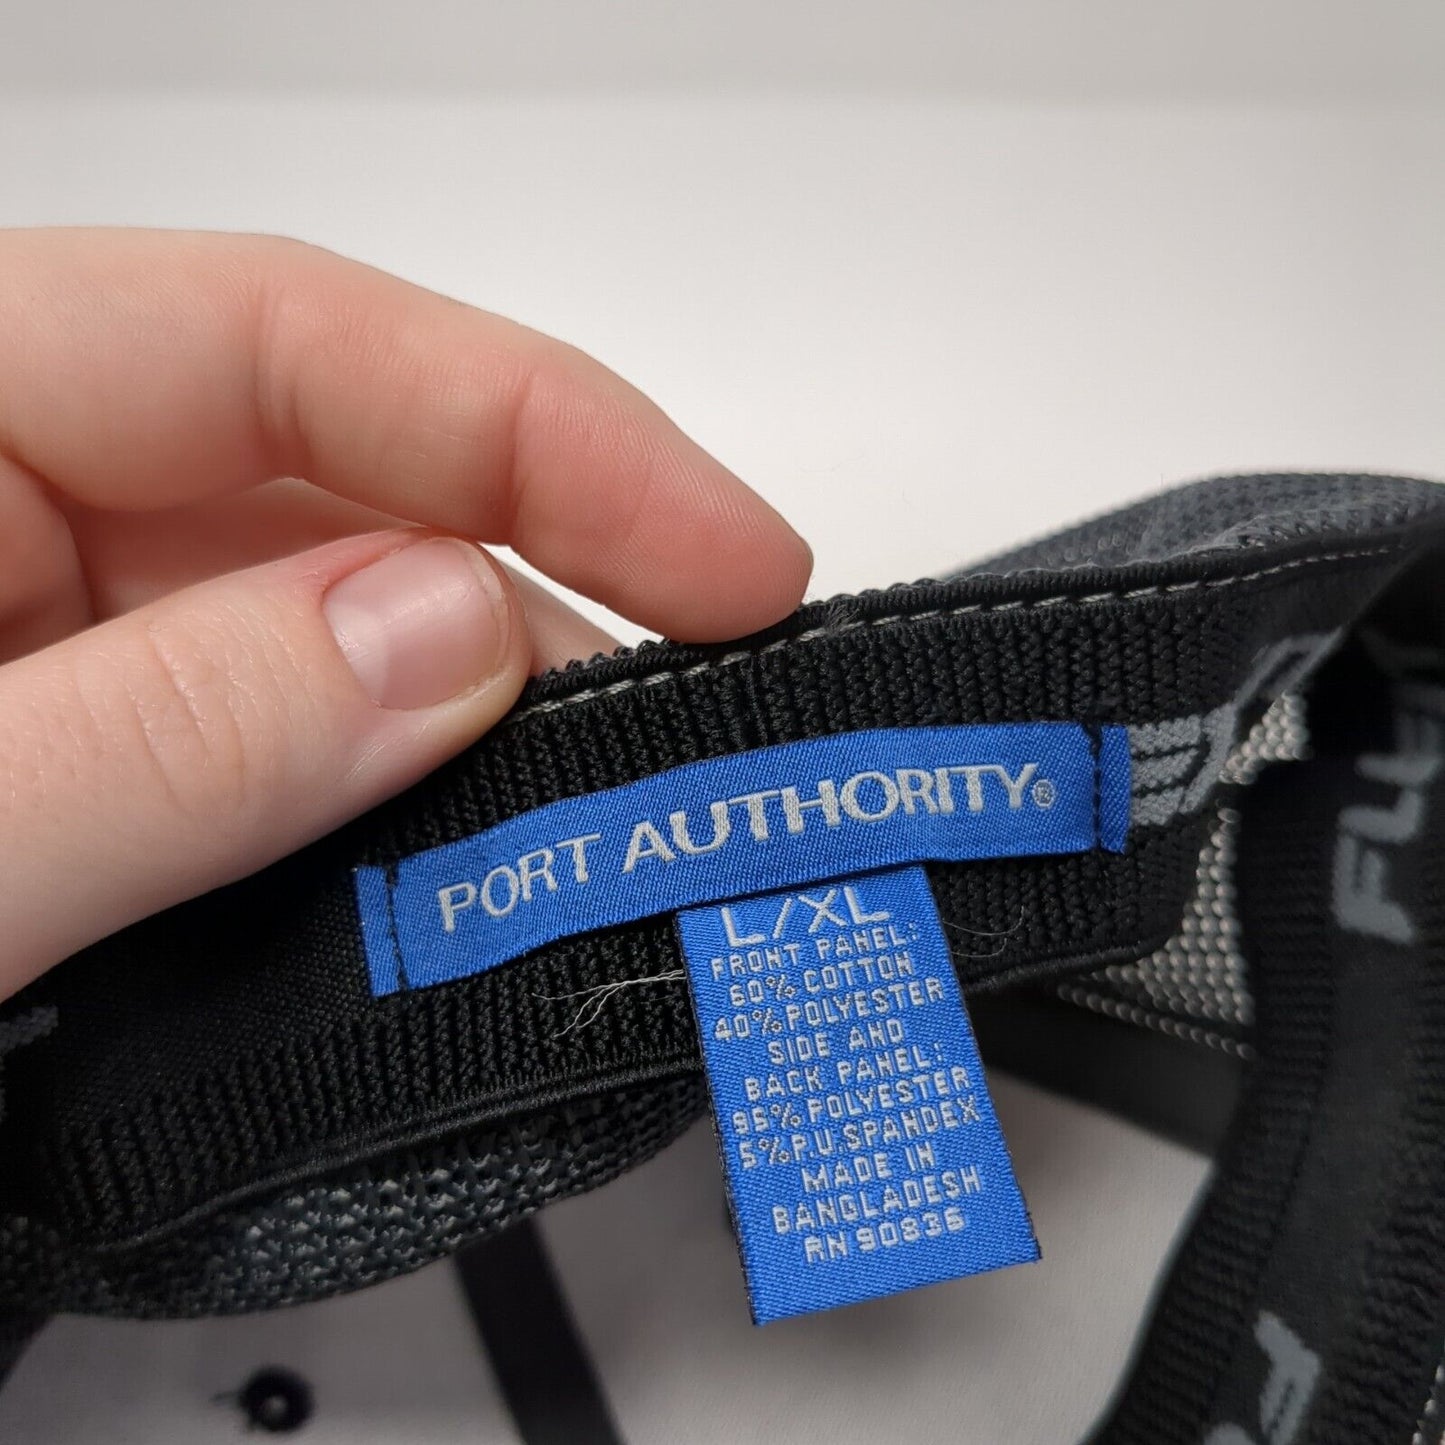 PORT AUTHORITY®
L/XL
FRONT PANEL:
60% COTTON
40% POLYESTER
SIDE AND
BACK PANEL:
95% POLYESTER
5% P.U SPANDEX
MADE IN
BANGLADESH
RN 90836